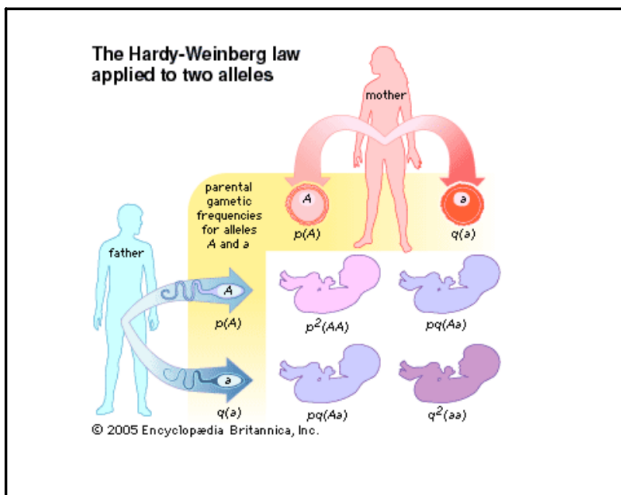 The Hardy-Weinberg law
applied to two alleles
mother
parental
gametic
frequencies
for alleles
A and a
A
a
p(A)
q(a)
father
A
p(A)
p²(AA)
pq(Aa)
a
q(a)
pq(Aa)
q²(aa)
© 2005 Encyclopædia Britannica, Inc.